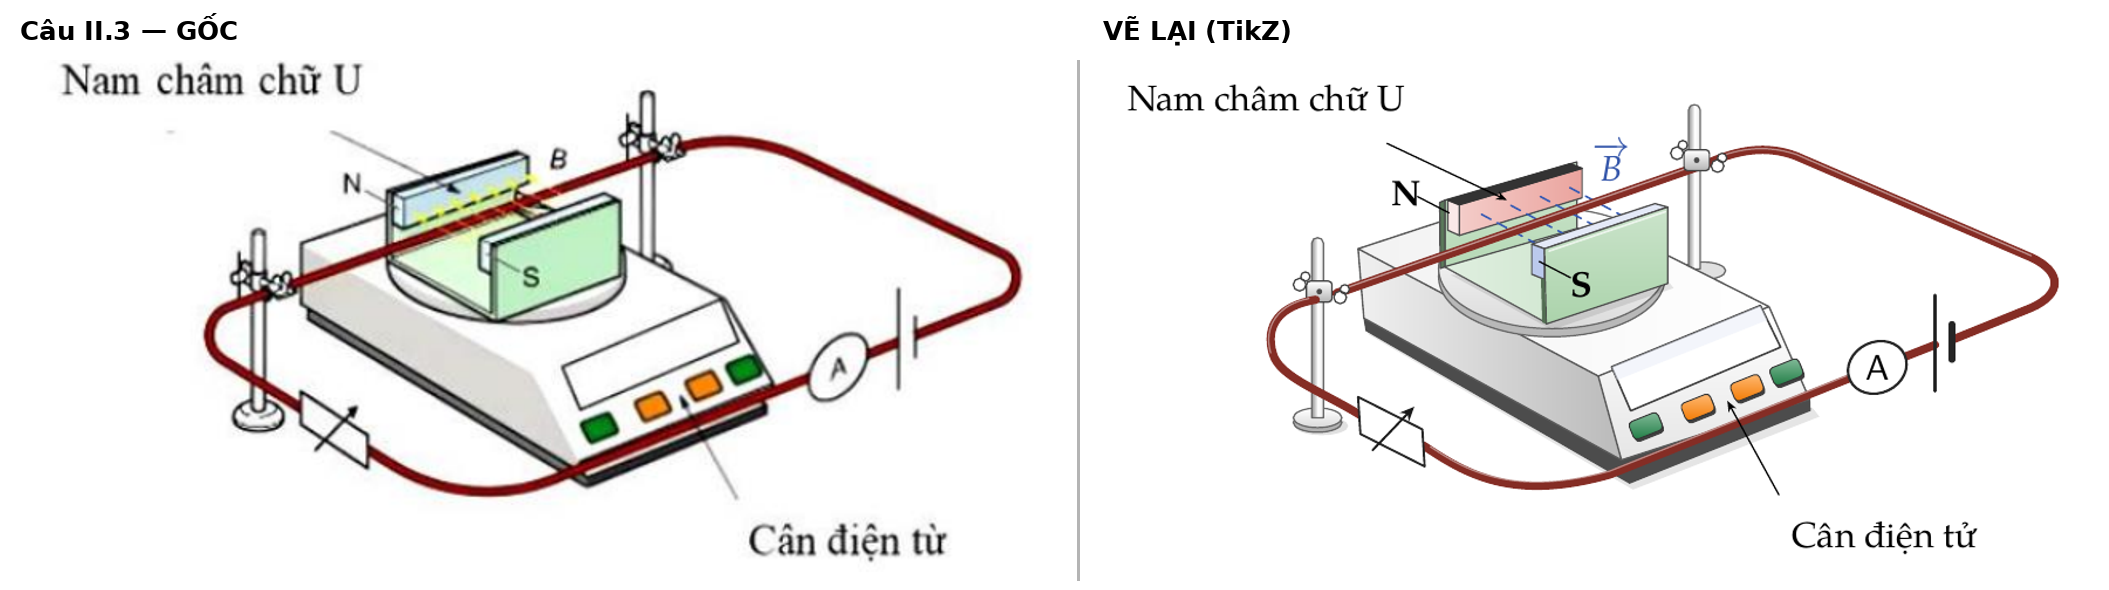 Câu II.3 — GỐC
Nam châm chữ U
N
B
S
A
Cân điện từ
VẼ LẠI (TikZ)
Nam châm chữ U
N
B
S
A
Cân điện tử